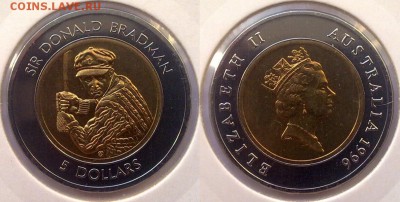 COINS.LAVE.RU
SIR DONALD BRADMAN
5 DOLLARS
ELIZABETH II
AUSTRALIA 1996